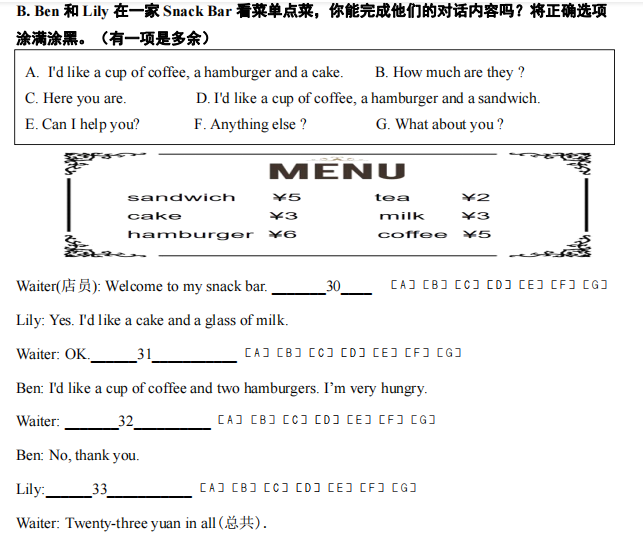 B. Ben 和 Lily 在一家 Snack Bar 看菜单点菜，你能完成他们的对话内容吗？将正确选项
涂满涂黑。（有一项是多余）
A. I'd like a cup of coffee, a hamburger and a cake. B. How much are they ?
C. Here you are. D. I'd like a cup of coffee, a hamburger and a sandwich.
E. Can I help you? F. Anything else ? G. What about you ?
MENU
sandwich ¥5 tea ¥2
cake ¥3 milk ¥3
hamburger ¥6 coffee ¥5
Waiter(店员): Welcome to my snack bar. _______30____ [A] [B] [C] [D] [E] [F] [G]
Lily: Yes. I'd like a cake and a glass of milk.
Waiter: OK.______31___________ [A] [B] [C] [D] [E] [F] [G]
Ben: I'd like a cup of coffee and two hamburgers. I’m very hungry.
Waiter: _______32__________ [A] [B] [C] [D] [E] [F] [G]
Ben: No, thank you.
Lily:______33___________ [A] [B] [C] [D] [E] [F] [G]
Waiter: Twenty-three yuan in all(总共).